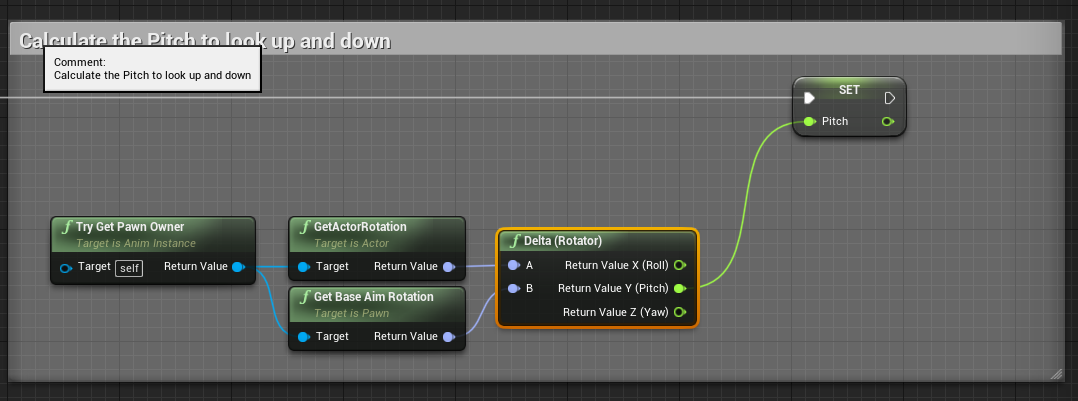 Calculate the Pitch to look up and down
Comment:
Calculate the Pitch to look up and down
SET
Pitch
Try Get Pawn Owner
Target is Anim Instance
Target self Return Value
GetActorRotation
Target is Actor
Target Return Value
Get Base Aim Rotation
Target is Pawn
Target Return Value
Delta (Rotator)
A Return Value X (Roll)
B Return Value Y (Pitch)
Return Value Z (Yaw)